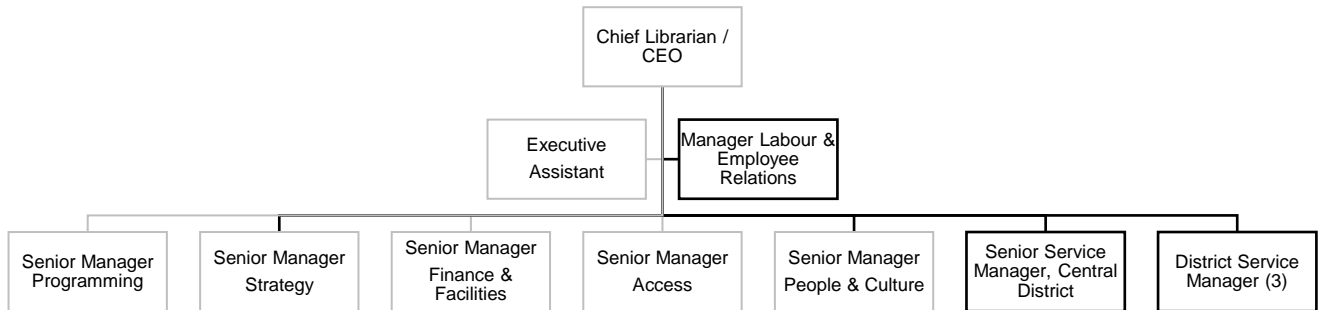 Chief Librarian /
CEO
Executive
Assistant
Manager Labour &
Employee
Relations
Senior Manager
Programming
Senior Manager
Strategy
Senior Manager
Finance &
Facilities
Senior Manager
Access
Senior Manager
People & Culture
Senior Service
Manager, Central
District
District Service
Manager (3)